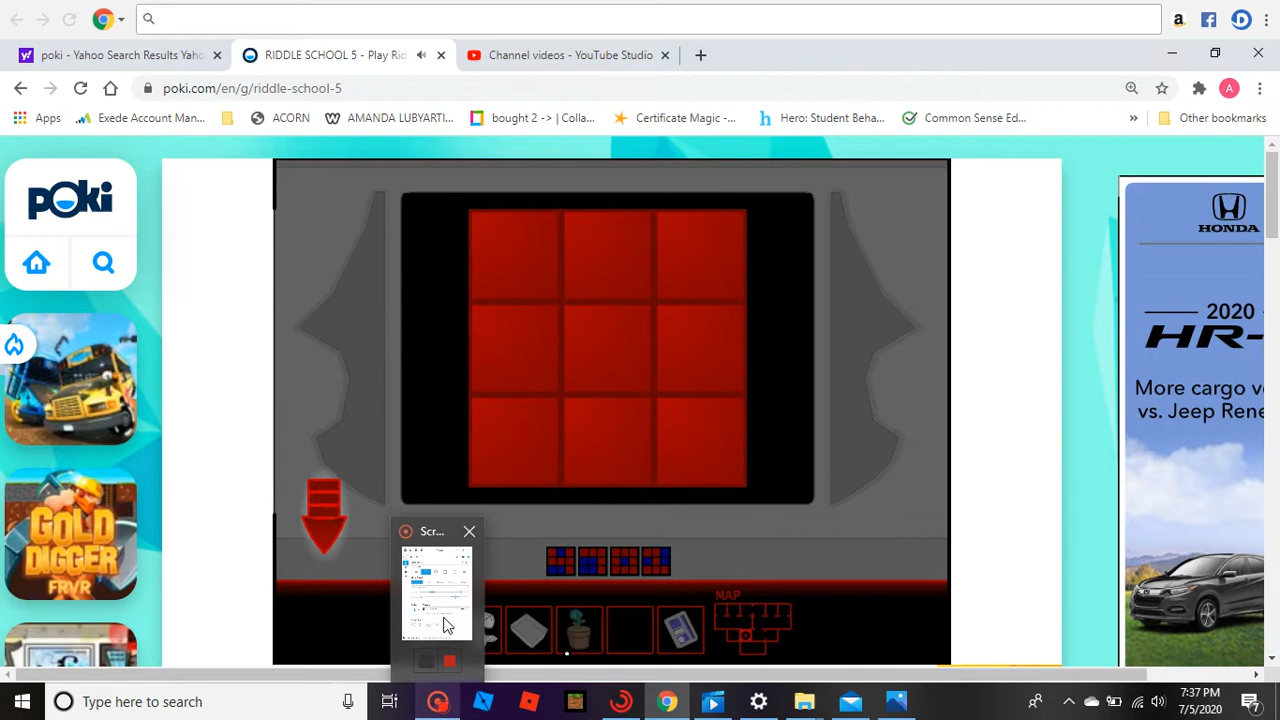 poki - Yahoo Search Results Yaho
RIDDLE SCHOOL 5 - Play Rid
Channel videos - YouTube Studio
poki.com/en/g/riddle-school-5
A
Apps
Exede Account Man...
ACORN
AMANDA LUBYARTI...
bought 2 -> | Colla...
Certificate Magic -...
Hero: Student Beha...
Common Sense Ed...
»
Other bookmarks
POKI
HONDA
2020
HR-
More cargo v
vs. Jeep Rene
GOLD
DIGGER
FRVR
Scr...
MAP
Type here to search
7:37 PM
7/5/2020
7